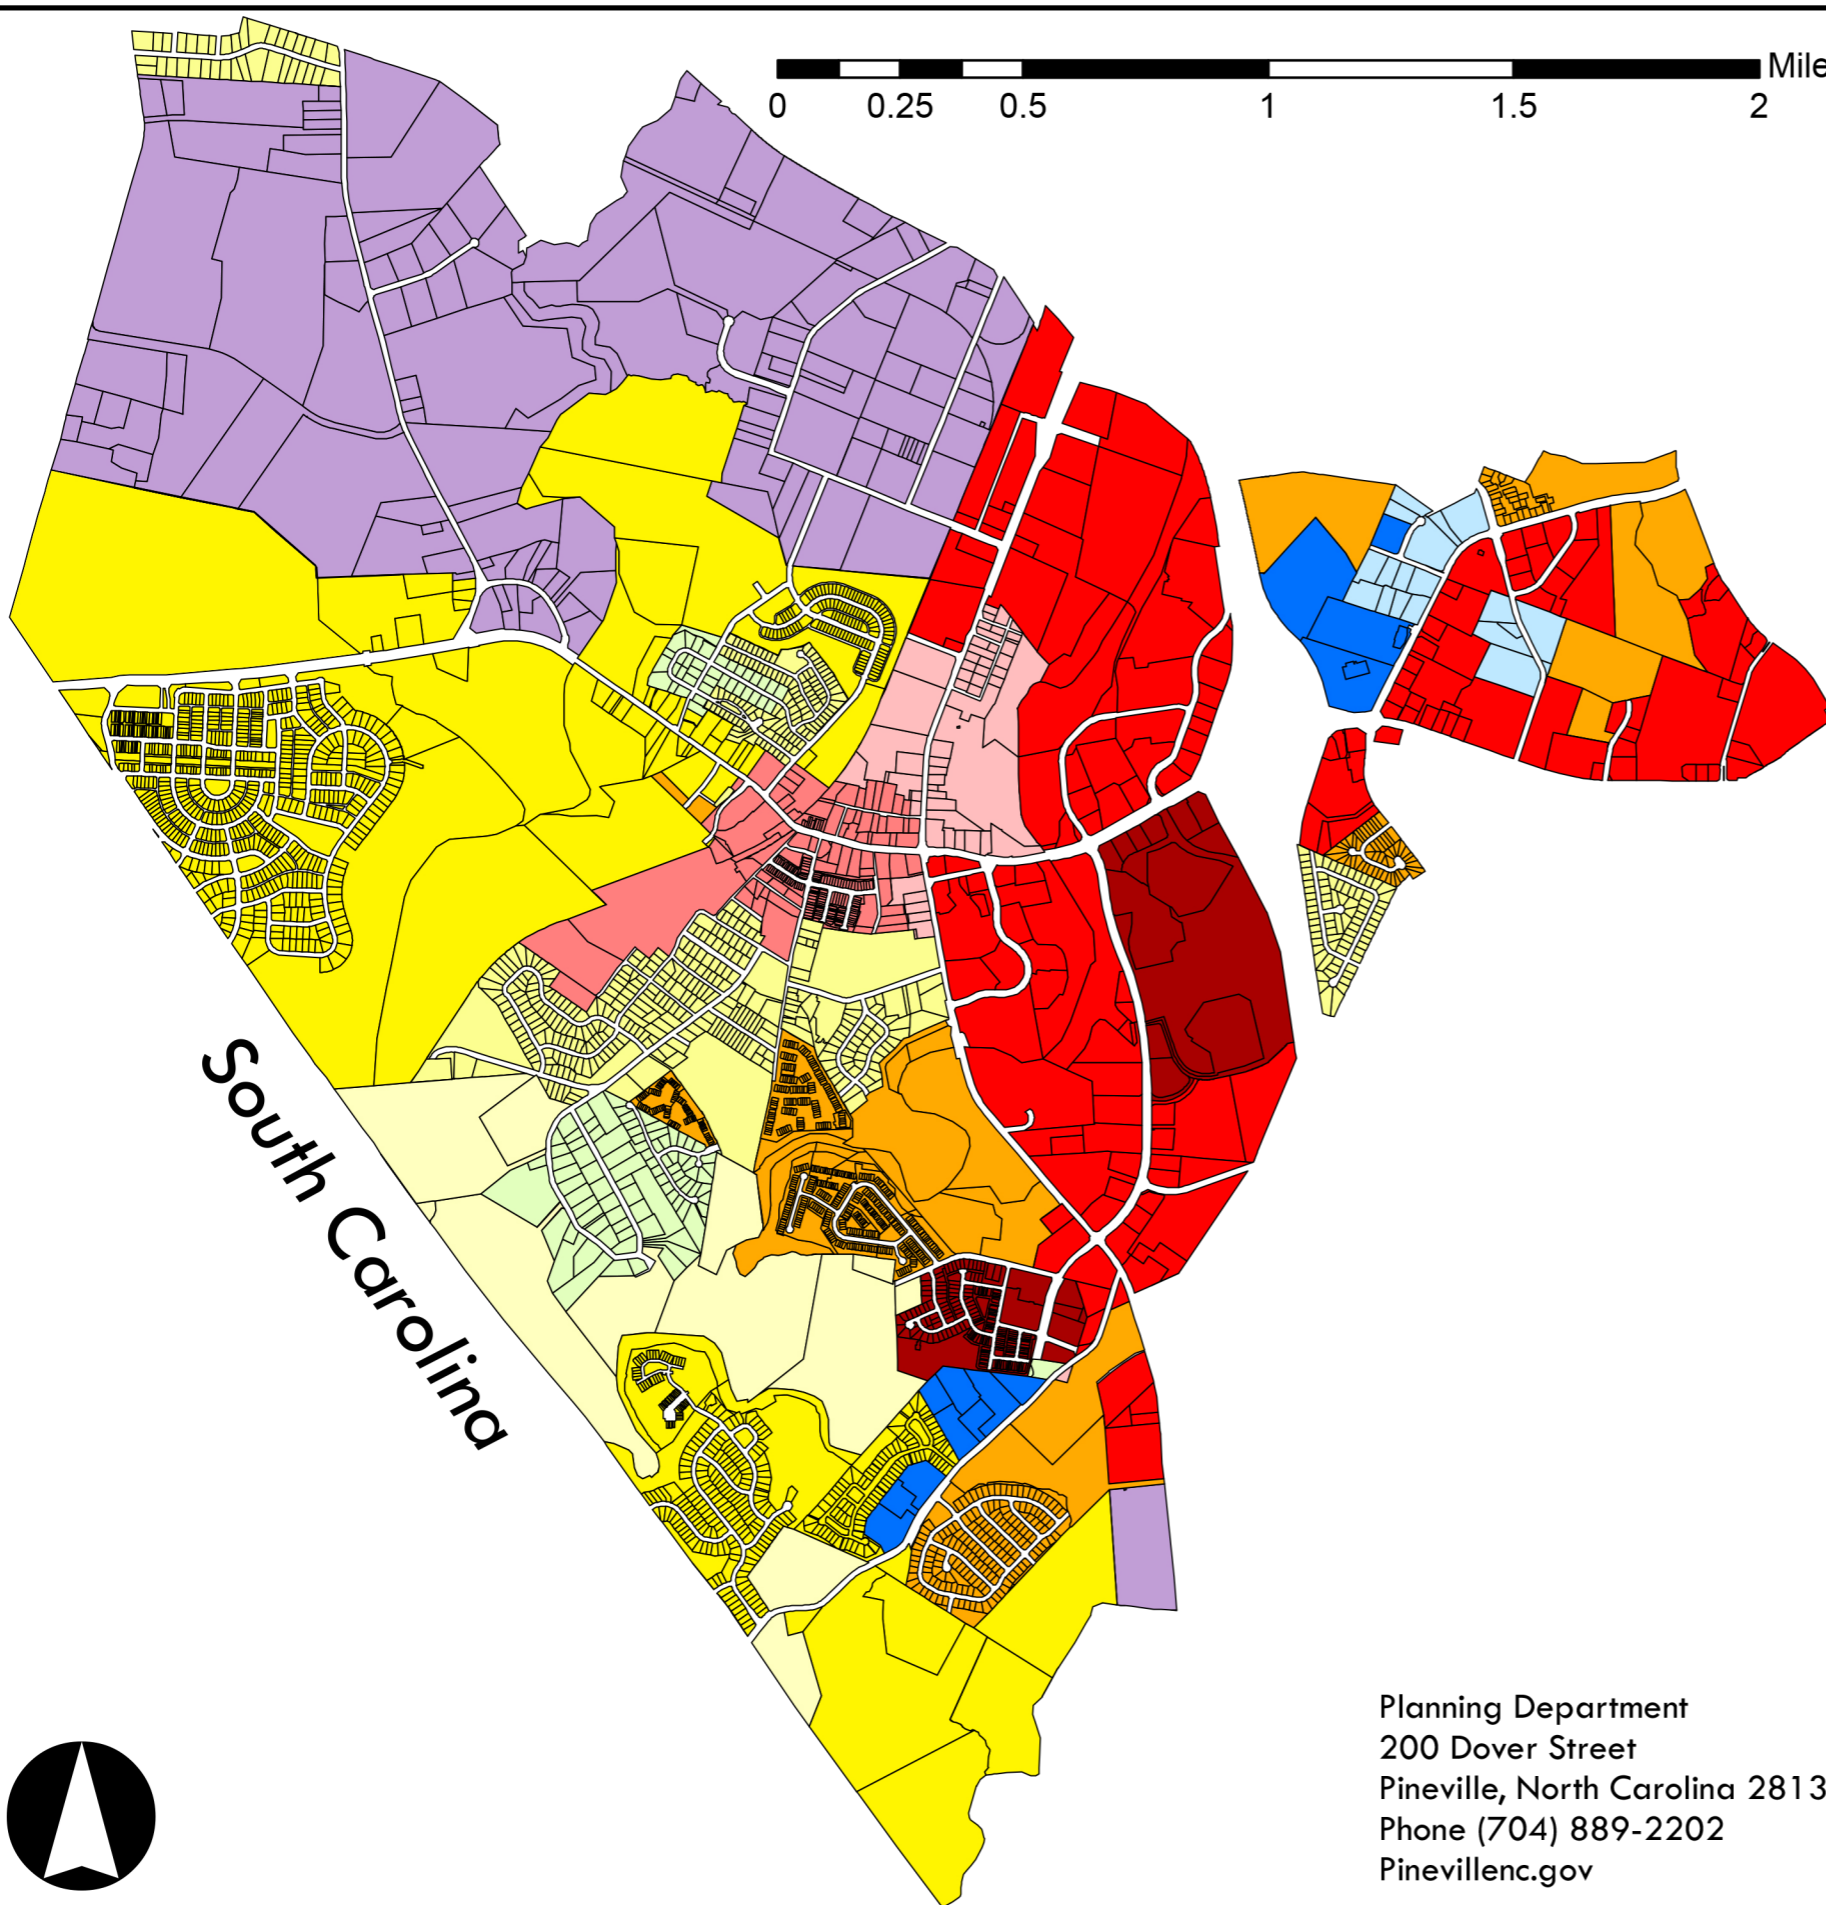 Mile
0 0.25 0.5 1 1.5 2
South Carolina
Planning Department
200 Dover Street
Pineville, North Carolina 2813
Phone (704) 889-2202
Pinevillenc.gov